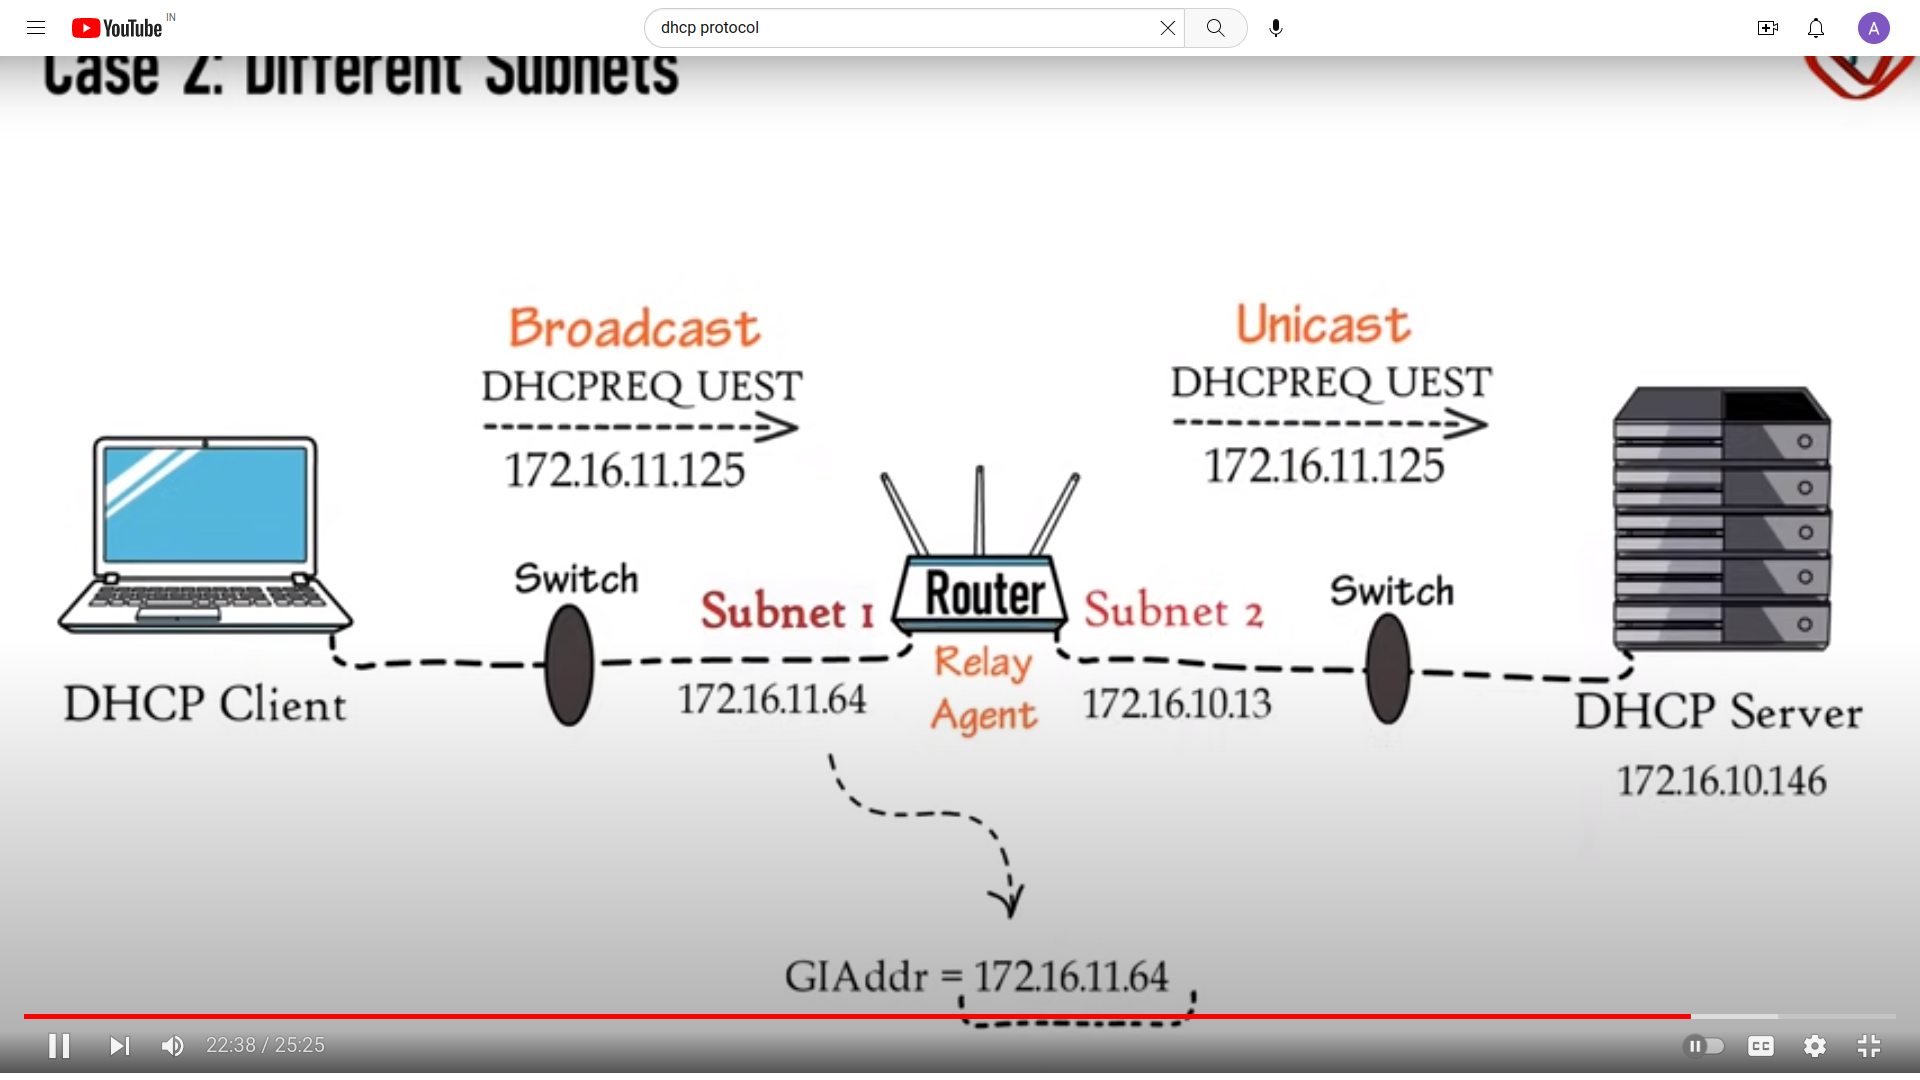 YouTube IN
dhcp protocol
A
Case 2: Different Subnets
Broadcast
DHCPREQUEST
172.16.11.125
Unicast
DHCPREQUEST
172.16.11.125
Switch
Subnet 1
Router
Subnet 2
Switch
Relay
Agent
172.16.11.64
172.16.10.13
DHCP Client
DHCP Server
172.16.10.146
GIAddr = 172.16.11.64
22:38 / 25:25
CC